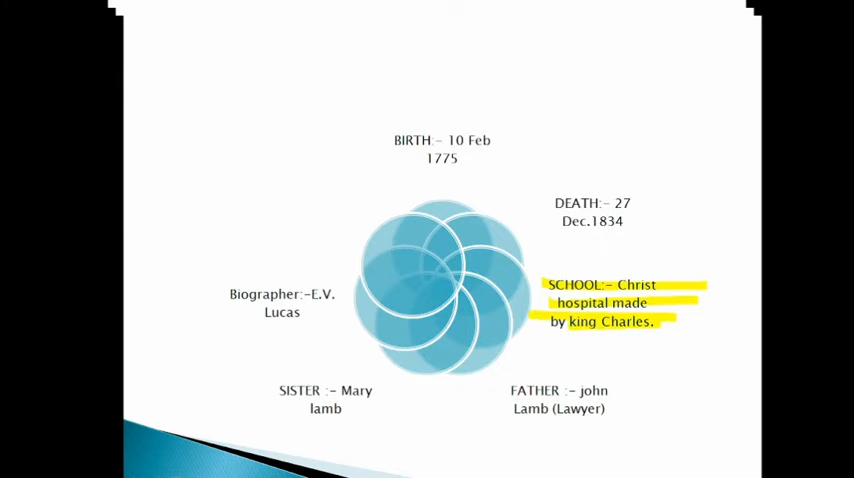 BIRTH:- 10 Feb
1775
DEATH:- 27
Dec.1834
SCHOOL:- Christ
hospital made
by king Charles.
FATHER :- john
Lamb (Lawyer)
SISTER :- Mary
lamb
Biographer:-E.V.
Lucas